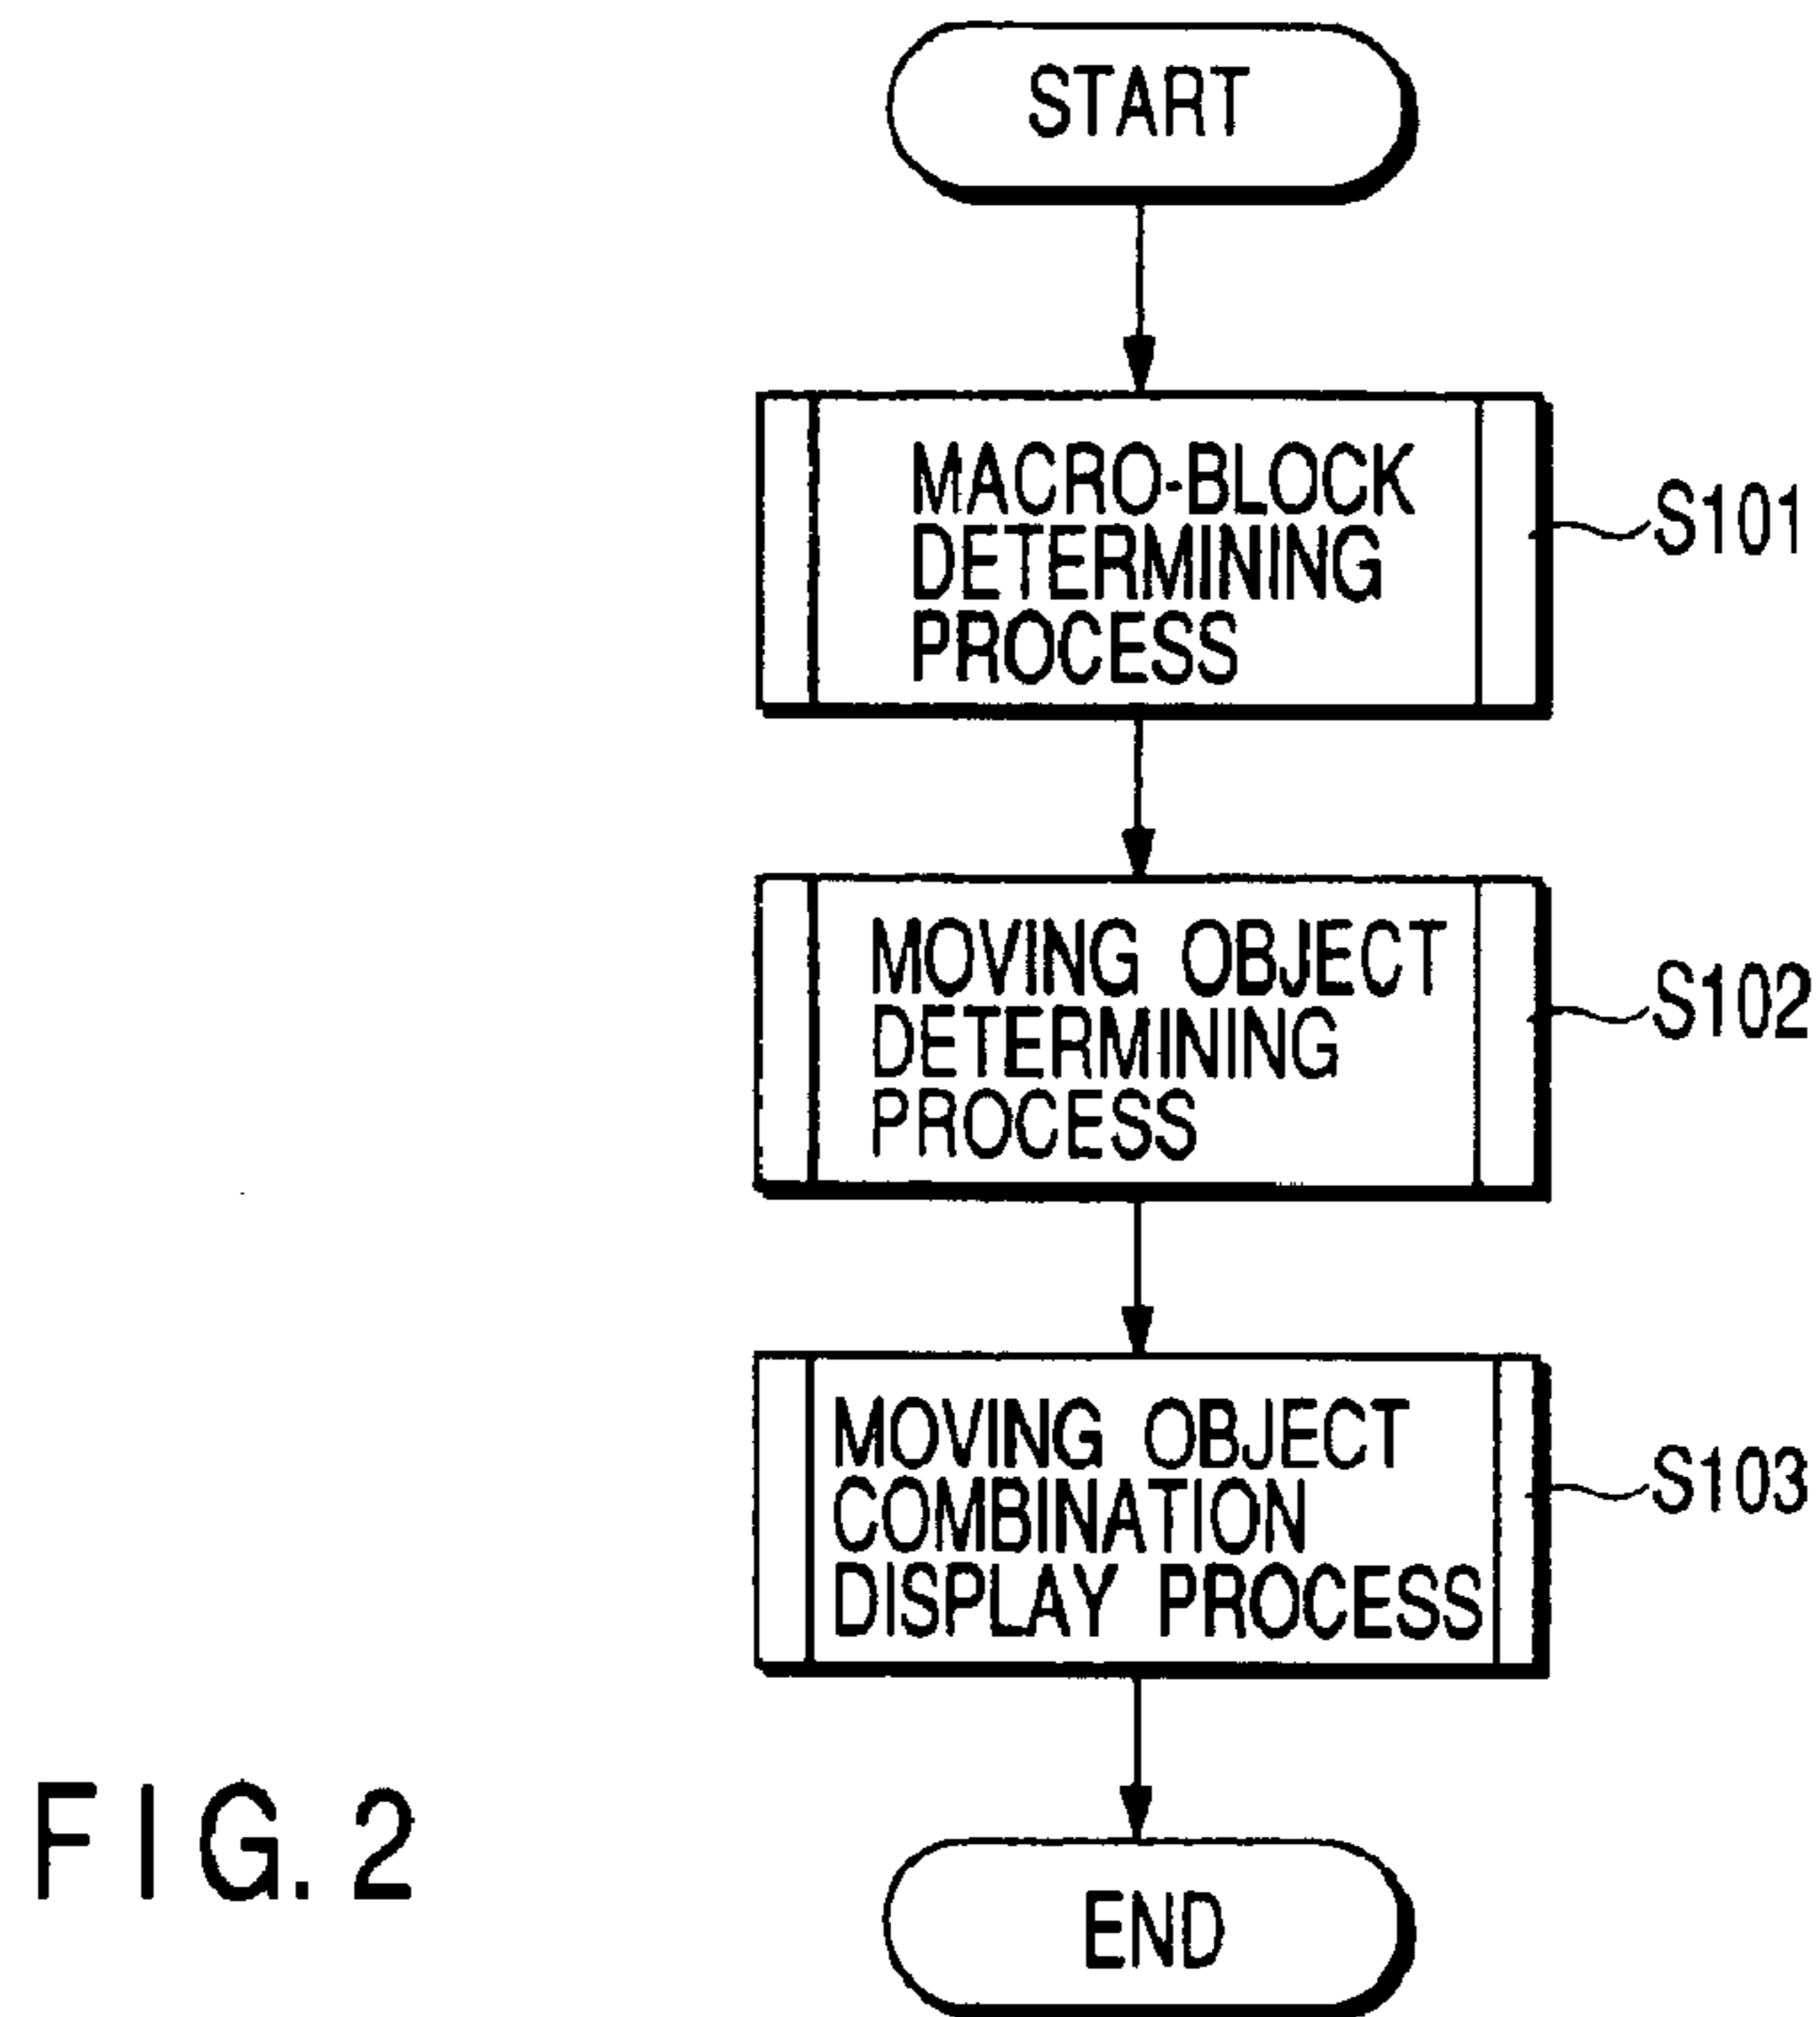 START
MACRO-BLOCK
DETERMINING
PROCESS
S101
MOVING OBJECT
DETERMINING
PROCESS
S102
MOVING OBJECT
COMBINATION
DISPLAY PROCESS
S103
END
FIG. 2